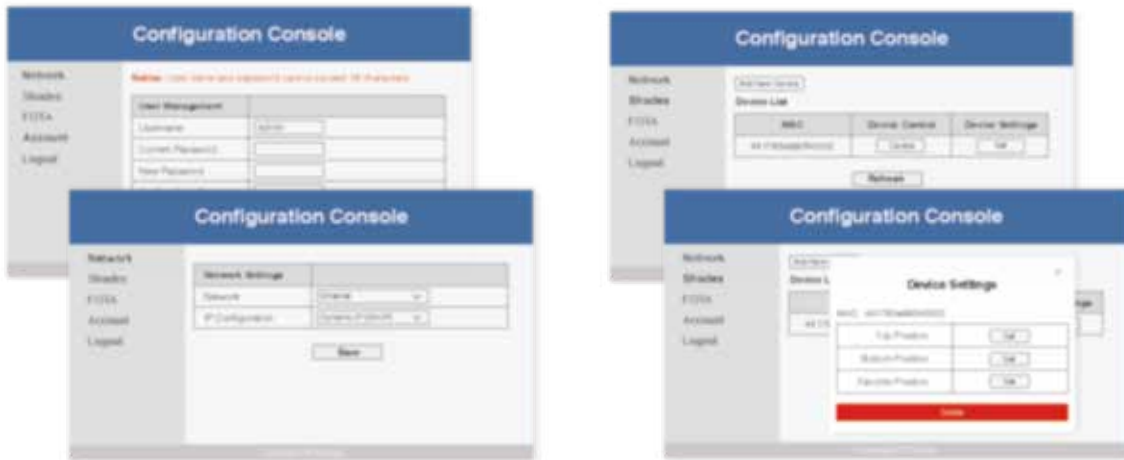 Configuration Console
Network
Shades
FOTA
Account
Logout
User Management
Username
Current Password
New Password
Configuration Console
Network
Shades
FOTA
Account
Logout
Network Settings
Network
Ethernet
IP Configuration
Save
Configuration Console
Network
Shades
FOTA
Account
Logout
Add New Device
Device List
MAC Device Control Device Settings
Control Set
Refresh
Configuration Console
Network
Shades
FOTA
Account
Logout
Device Settings
MAC:
Top Position Set
Bottom Position Set
Favorite Position Set
Delete